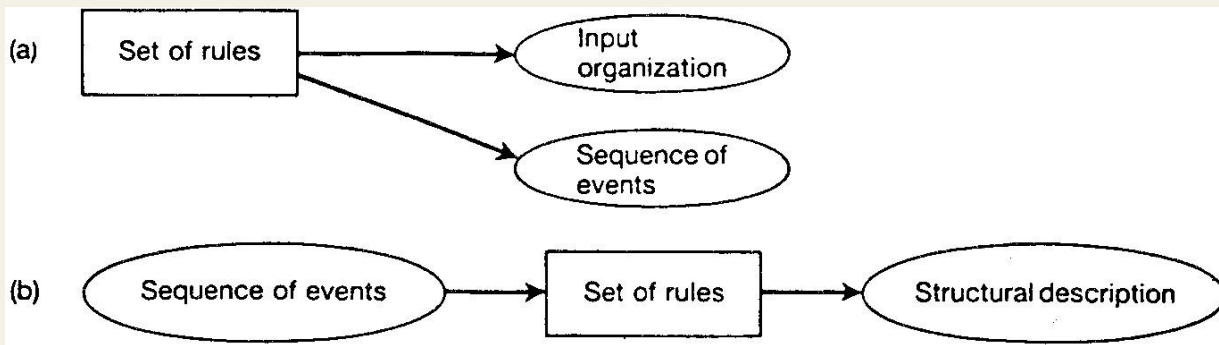 (a)
Set of rules
Input
organization
Sequence of
events
(b)
Sequence of events
Set of rules
Structural description